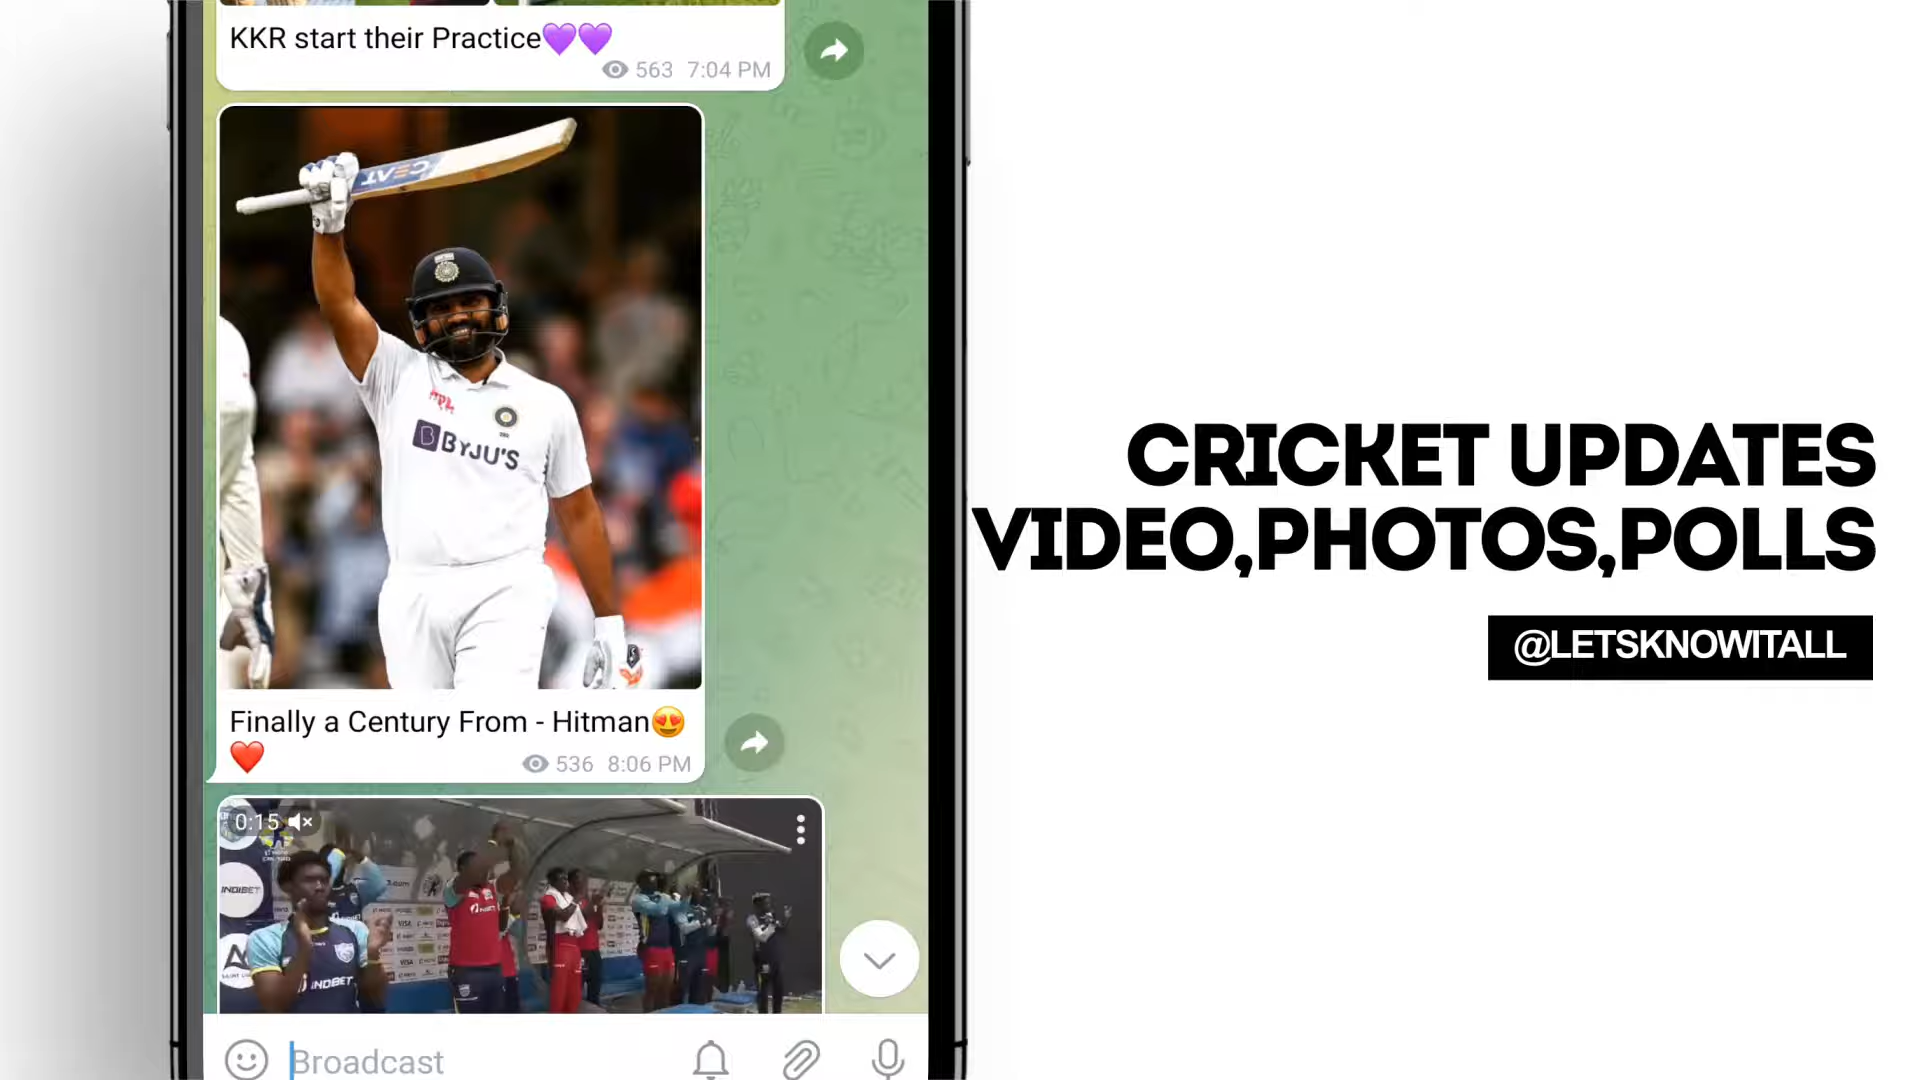 KKR start their Practice💜💜
563 7:04 PM
CEAT
BYJU'S
Finally a Century From - Hitman😍
❤️
536 8:06 PM
0:15
INDIBET
INDBET
Broadcast
CRICKET UPDATES
VIDEO,PHOTOS,POLLS
@LETSKNOWITALL